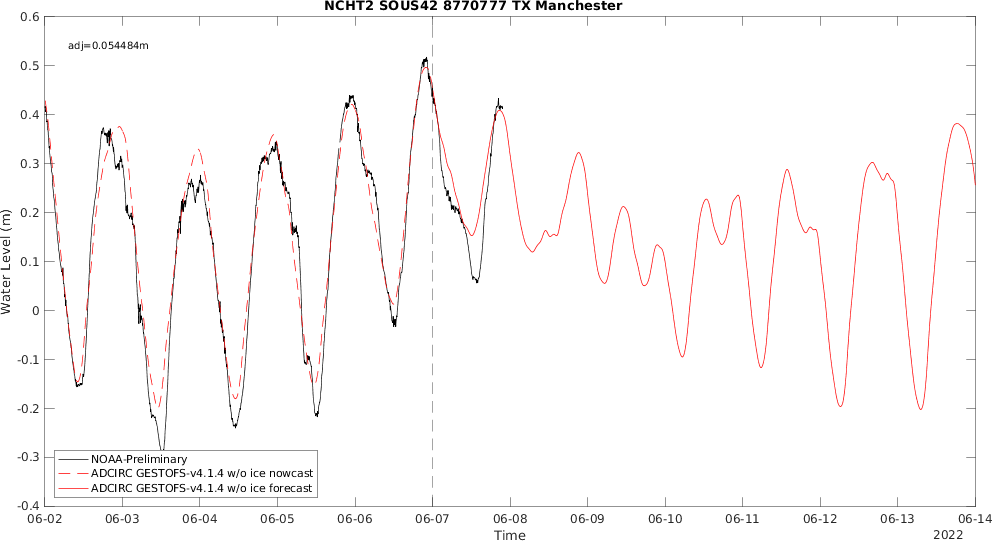 NCHT2 SOUS42 8770777 TX Manchester
adj=0.054484m
0.6
0.5
0.4
0.3
0.2
0.1
0
-0.1
-0.2
-0.3
-0.4
Water Level (m)
NOAA-Preliminary
ADCIRC GESTOFS-v4.1.4 w/o ice nowcast
ADCIRC GESTOFS-v4.1.4 w/o ice forecast
06-02 06-03 06-04 06-05 06-06 06-07 06-08 06-09 06-10 06-11 06-12 06-13 06-14
Time
2022